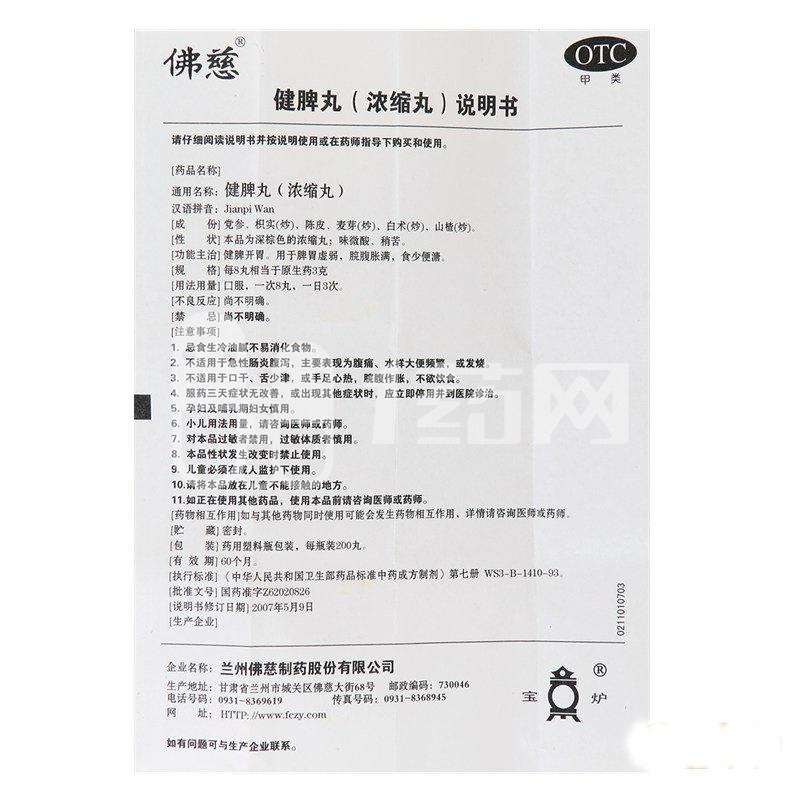 佛慈®
OTC
甲类
健脾丸（浓缩丸）说明书
请仔细阅读说明书并按说明使用或在药师指导下购买和使用。
[药品名称]
通用名称：健脾丸（浓缩丸）
汉语拼音：Jianpi Wan
[成　份] 党参、枳实(炒)、陈皮、麦芽(炒)、白术(炒)、山楂(炒)。
[性　状] 本品为深棕色的浓缩丸；味微酸、稍苦。
[功能主治] 健脾开胃。用于脾胃虚弱，脘腹胀满，食少便溏。
[规　格] 每8丸相当于原生药3克
[用法用量] 口服，一次8丸，一日3次。
[不良反应] 尚不明确。
[禁　忌] 尚不明确。
[注意事项]
1. 忌食生冷油腻不易消化食物。
2. 不适用于急性肠炎腹泻，主要表现为腹痛、水样大便频繁，或发烧。
3. 不适用于口干、舌少津，或手足心热，脘腹作胀，不欲饮食。
4. 服药三天症状无改善，或出现其他症状时，应立即停用并到医院诊治。
5. 孕妇及哺乳期妇女慎用。
6. 小儿用法用量，请咨询医师或药师。
7. 对本品过敏者禁用，过敏体质者慎用。
8. 本品性状发生改变时禁止使用。
9. 儿童必须在成人监护下使用。
10.请将本品放在儿童不能接触的地方。
11.如正在使用其他药品，使用本品前请咨询医师或药师。
[药物相互作用]如与其他药物同时使用可能会发生药物相互作用，详情请咨询医师或药师。
[贮　藏] 密封。
[包　装] 药用塑料瓶包装，每瓶装200丸。
[有 效 期] 60个月。
[执行标准] 《中华人民共和国卫生部药品标准中药成方制剂》第七册 WS3-B-1410-93。
[批准文号] 国药准字Z62020826
[说明书修订日期] 2007年5月9日
[生产企业]
0211010703
企业名称：兰州佛慈制药股份有限公司
生产地址：甘肃省兰州市城关区佛慈大街68号　邮政编码：730046
电话号码：0931-8369619　传真号码：0931-8368945
网　址：HTTP://www.fczy.com
宝炉®
如有问题可与生产企业联系。
1药网